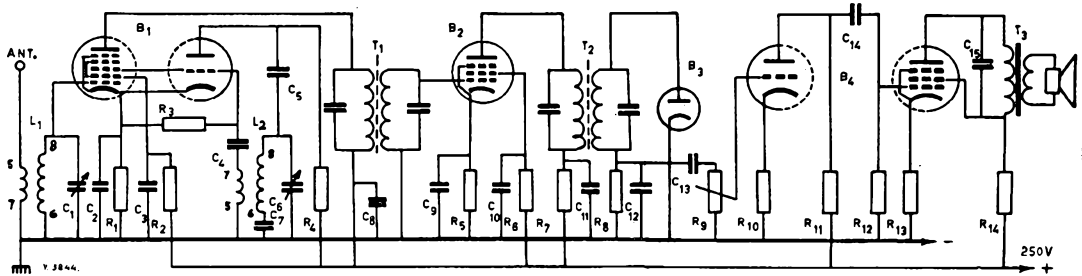 ANT.
B1
T1
B2
T2
B3
C14
B4
C15
T3
R3
L2
C5
L1
8
5
7
6
C1
C2
C3
R1
R2
C4
7
5
8
6
C6
C7
R4
C8
C9
R5
C10
R6
R7
C11
R8
C12
C13
R9
R10
R11
R12
R13
R14
-
250V
+
Y. 3844.